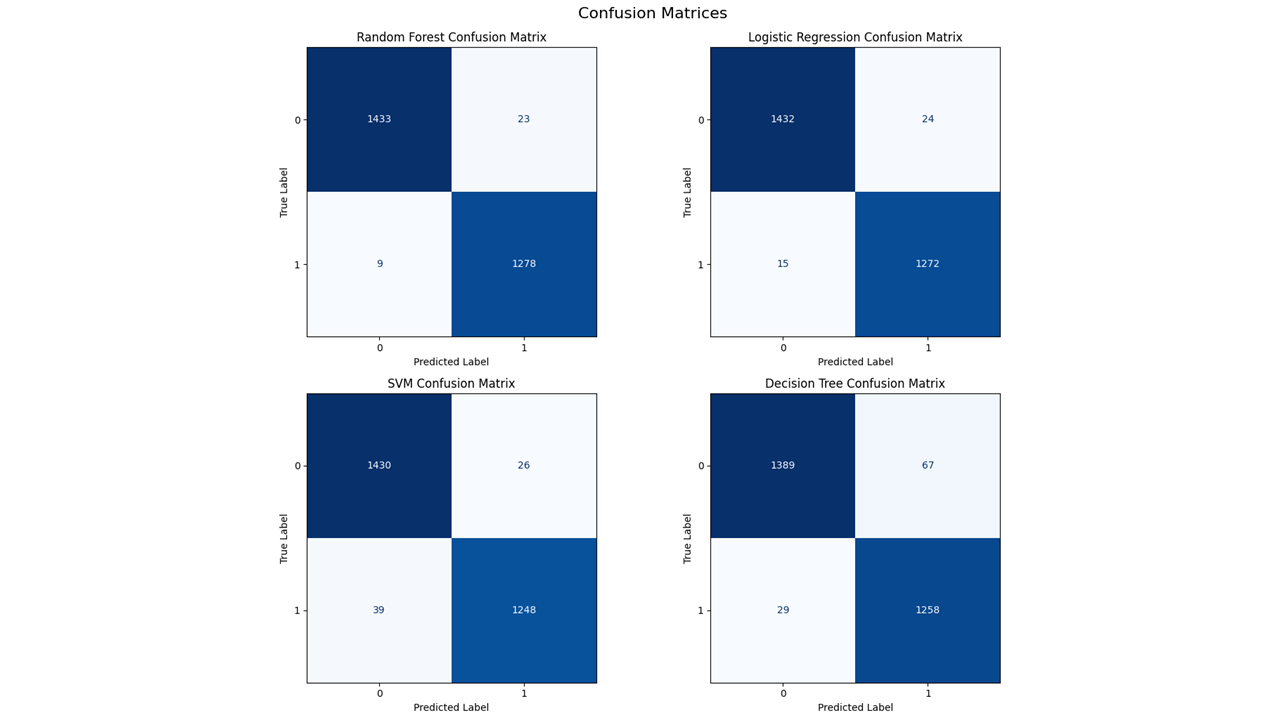 Confusion Matrices
Random Forest Confusion Matrix
0
1433
23
True Label
1
9
1278
0
1
Predicted Label
Logistic Regression Confusion Matrix
0
1432
24
True Label
1
15
1272
0
1
Predicted Label
SVM Confusion Matrix
0
1430
26
True Label
1
39
1248
0
1
Predicted Label
Decision Tree Confusion Matrix
0
1389
67
True Label
1
29
1258
0
1
Predicted Label